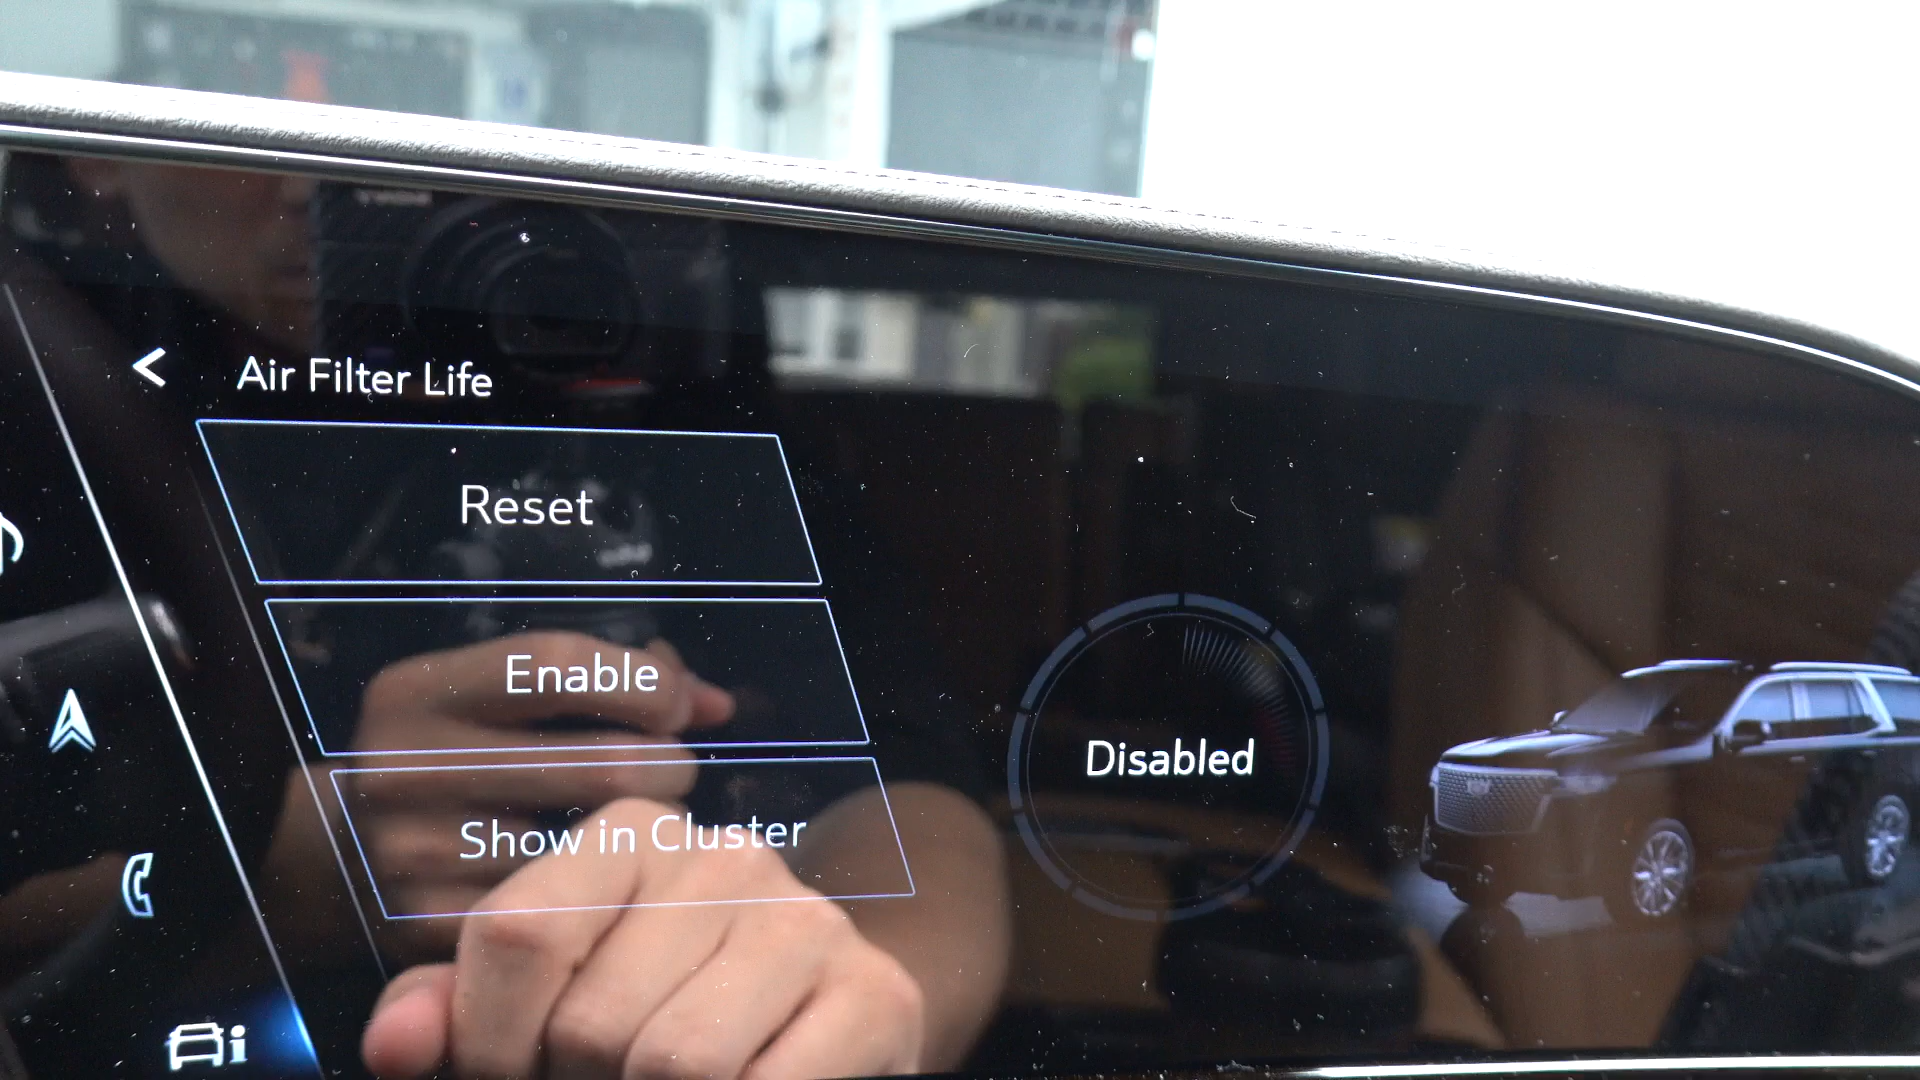 Air Filter Life
Reset
Enable
Show in Cluster
Disabled